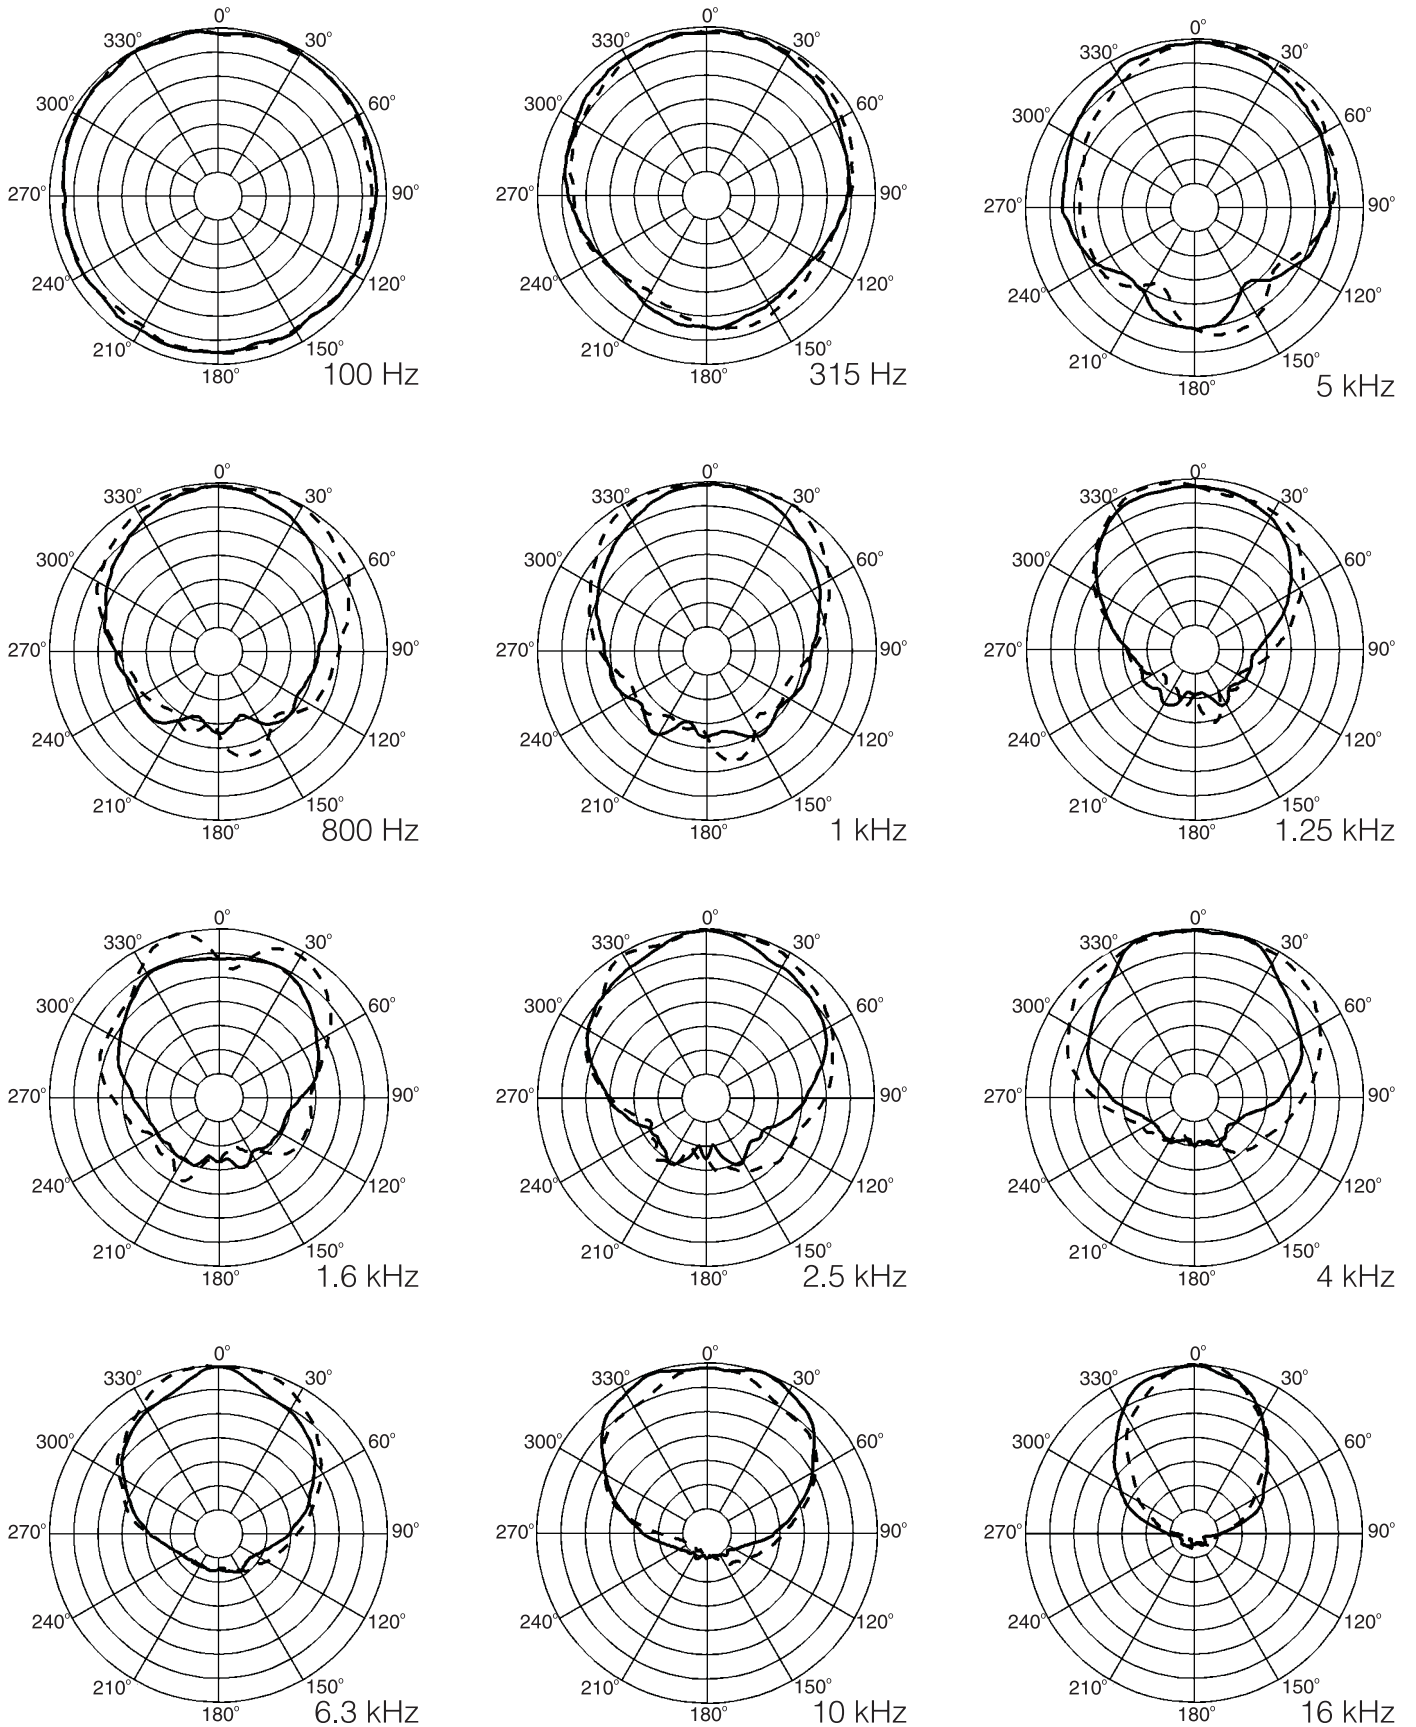 0° 0° 0°
330° 30° 330° 30° 330° 30°
300° 60° 300° 60° 300° 60°
270° 90° 270° 90° 270° 90°
240° 120° 240° 120° 240° 120°
210° 150° 210° 150° 210° 150°
180° 180° 180°
100 Hz 315 Hz 5 kHz
0° 0° 0°
330° 30° 330° 30° 330° 30°
300° 60° 300° 60° 300° 60°
270° 90° 270° 90° 270° 90°
240° 120° 240° 120° 240° 120°
210° 150° 210° 150° 210° 150°
180° 180° 180°
800 Hz 1 kHz 1.25 kHz
0° 0° 0°
330° 30° 330° 30° 330° 30°
300° 60° 300° 60° 300° 60°
270° 90° 270° 90° 270° 90°
240° 120° 240° 120° 240° 120°
210° 150° 210° 150° 210° 150°
180° 180° 180°
1.6 kHz 2.5 kHz 4 kHz
0° 0° 0°
330° 30° 330° 30° 330° 30°
300° 60° 300° 60° 300° 60°
270° 90° 270° 90° 270° 90°
240° 120° 240° 120° 240° 120°
210° 150° 210° 150° 210° 150°
180° 180° 180°
6.3 kHz 10 kHz 16 kHz